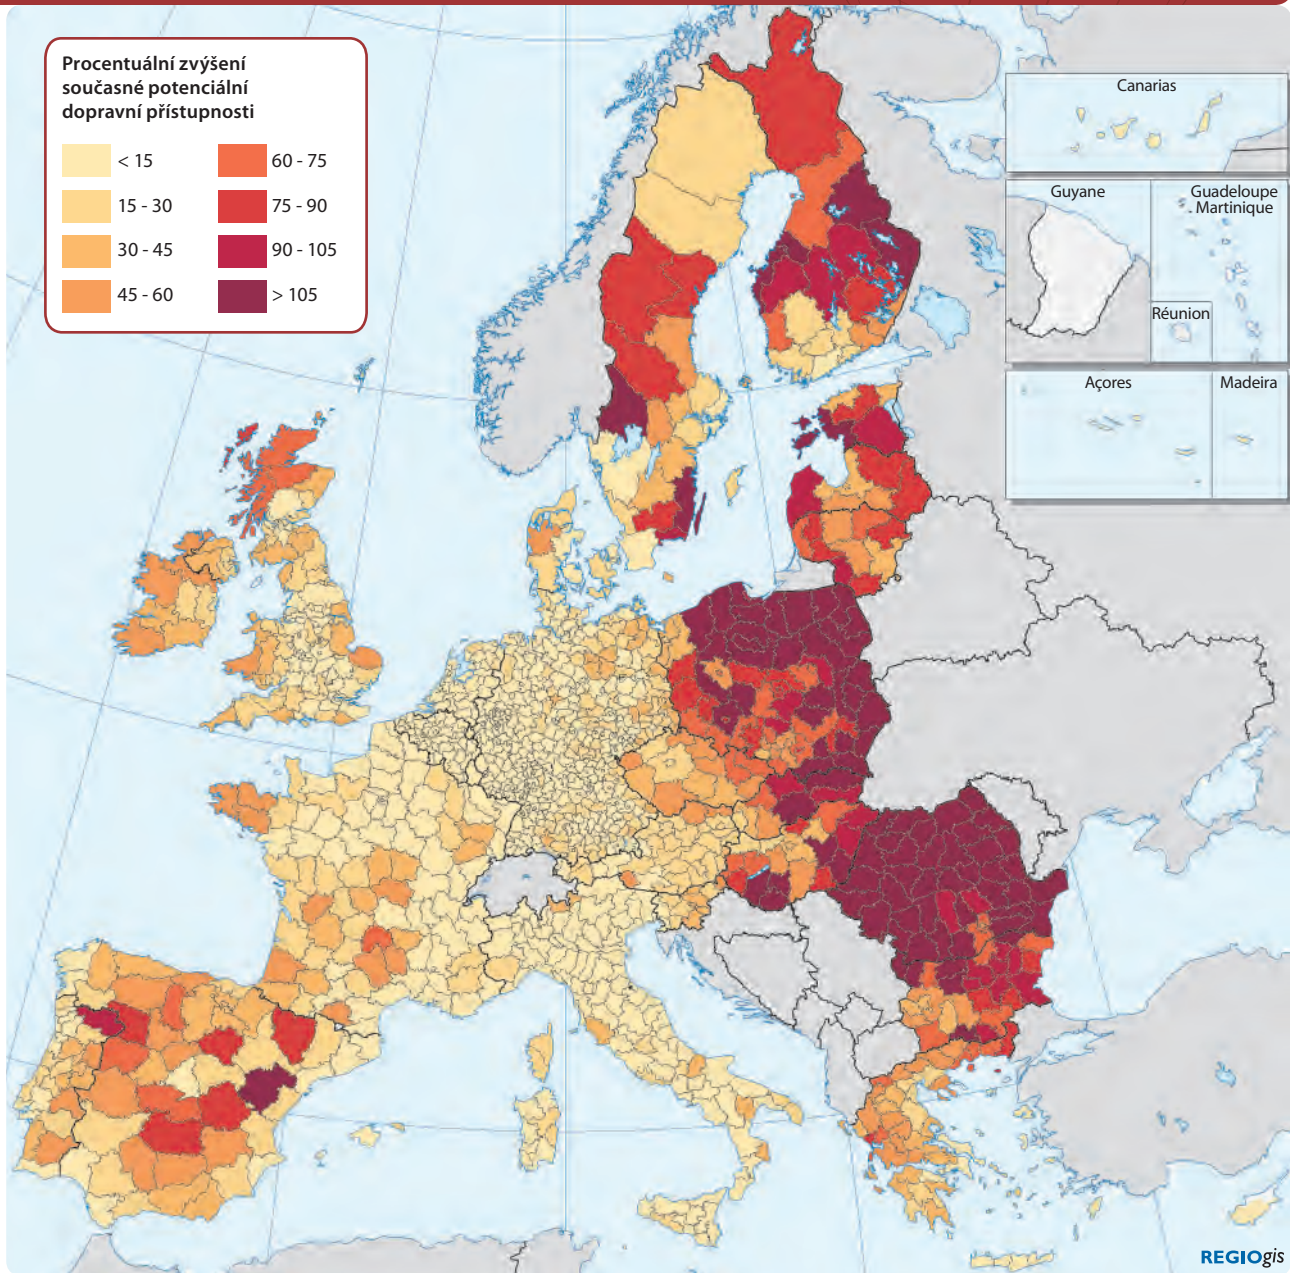 Procentuální zvýšení
současné potenciální
dopravní přístupnosti
< 15
15 - 30
30 - 45
45 - 60
60 - 75
75 - 90
90 - 105
> 105
Canarias
Guyane
Guadeloupe
Martinique
Réunion
Açores
Madeira
REGIOgis